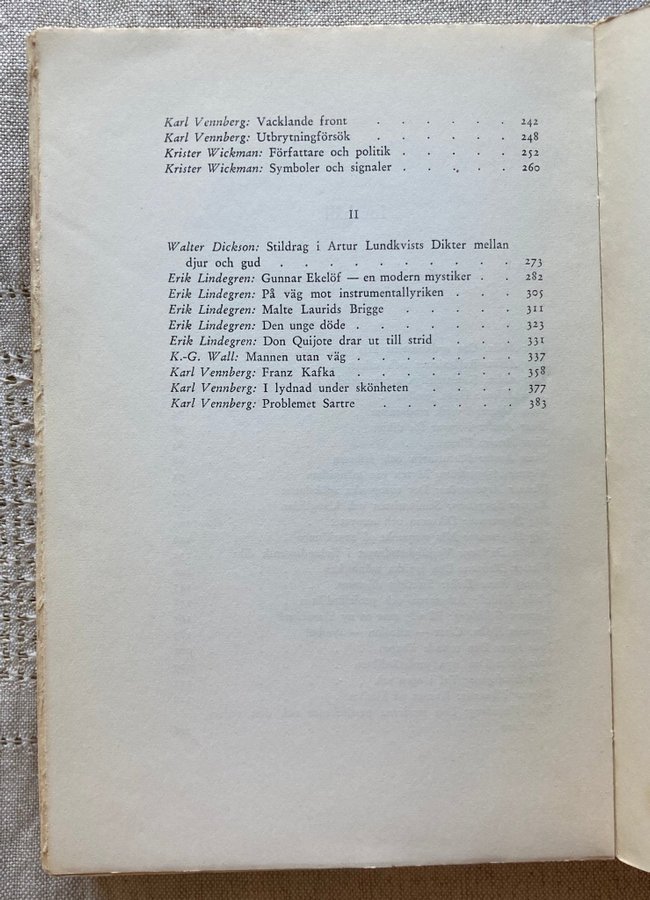 Karl Vennberg: Vacklande front . . . . . . 242
Karl Vennberg: Utbrytningförsök . . . . . . 248
Krister Wickman: Författare och politik . . . . . 252
Krister Wickman: Symboler och signaler . . . . . 260
II
Walter Dickson: Stildrag i Artur Lundkvists Dikter mellan
djur och gud . . . . . . . . . . 273
Erik Lindegren: Gunnar Ekelöf — en modern mystiker . . 282
Erik Lindegren: På väg mot instrumentallyriken . . . 305
Erik Lindegren: Malte Laurids Brigge . . . . . 311
Erik Lindegren: Den unge döde . . . . . . . 323
Erik Lindegren: Don Quijote drar ut till strid . . . . 331
K.-G. Wall: Mannen utan väg . . . . . . . 337
Karl Vennberg: Franz Kafka . . . . . . . 358
Karl Vennberg: I lydnad under skönheten . . . . 377
Karl Vennberg: Problemet Sartre . . . . . . 383